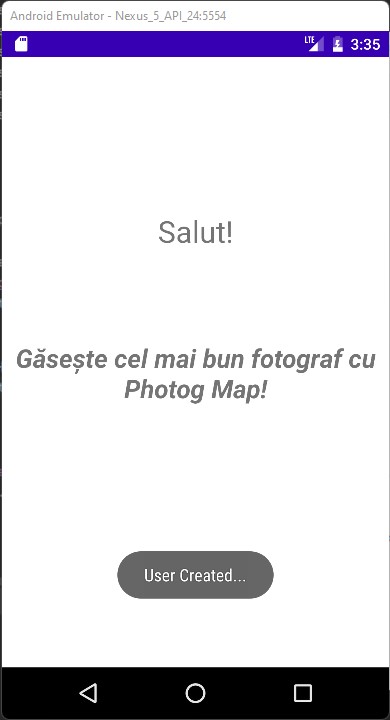 Android Emulator - Nexus_5_API_24:5554
LTE 3:35
Salut!
Găsește cel mai bun fotograf cu
Photog Map!
User Created...